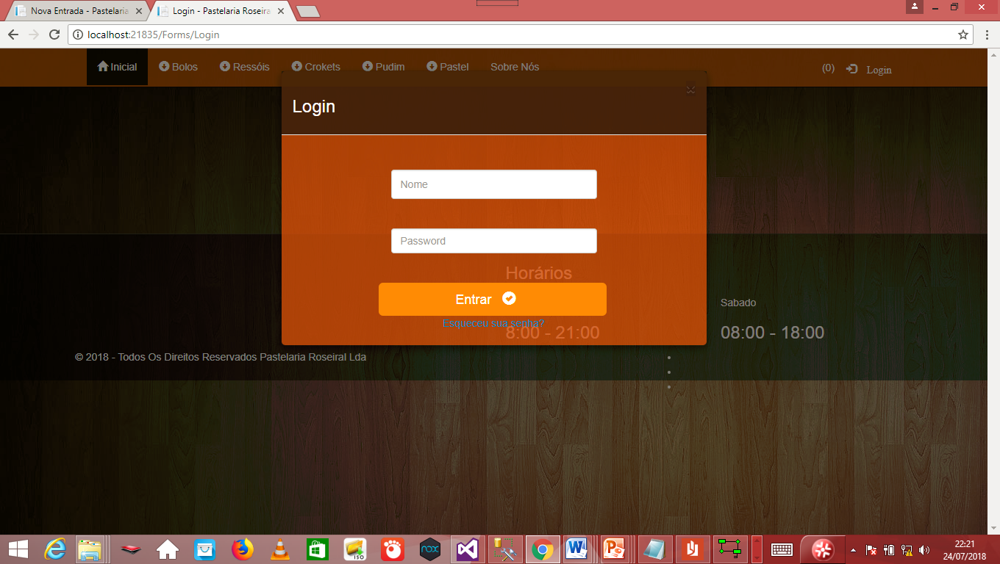 Nova Entrada - Pastelaria
Login - Pastelaria Roseira
localhost:21835/Forms/Login
Inicial
Bolos
Ressóis
Crokets
Pudim
Pastel
Sobre Nós
(0)
Login
×
Login
Nome
Password
Horários
Entrar
Sabado
Esqueceu sua senha?
8:00 - 21:00
08:00 - 18:00
© 2018 - Todos Os Direitos Reservados Pastelaria Roseiral Lda
ISO
nox
22:21
24/07/2018